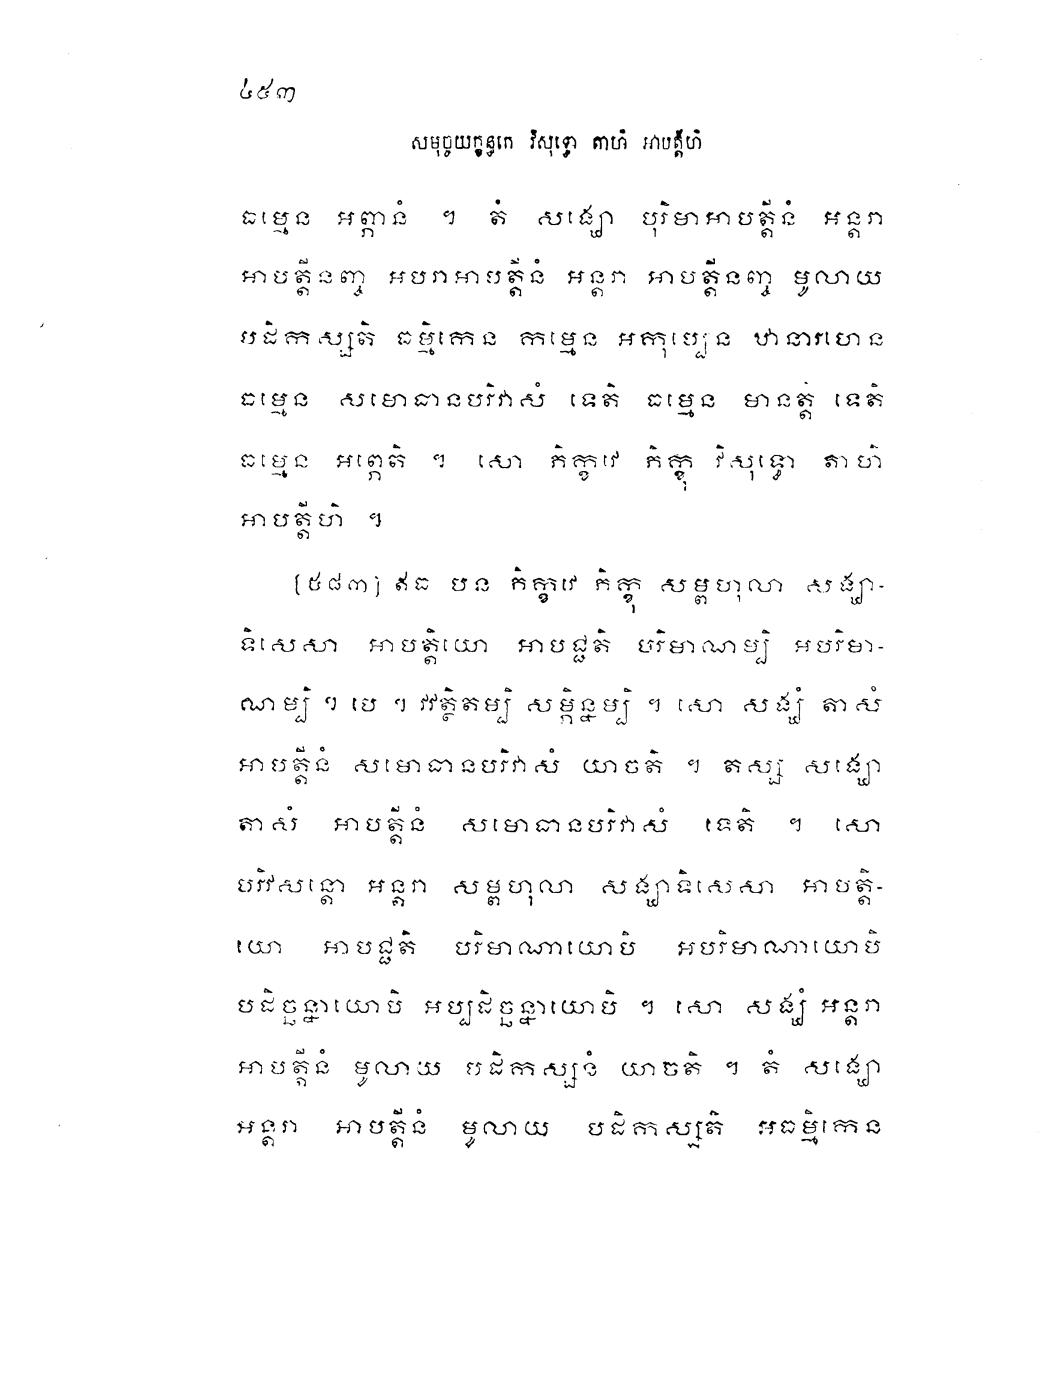 ៤៥៣
សមុច្ចយក្ខន្ធកេ វិសុទ្ធោ តាហិ អាបត្តីហិ
ធម្មេន អព្ភានំ ។ តំ សង្ឃោ បុរិមាអាបត្តីនំ អន្តរា
អាបត្តីនញ្ច អបរាអាបត្តីនំ អន្តរា អាបត្តីនញ្ច មូលាយ
បដិកស្សតិ ធម្មិកេន កម្មេន អកុប្បេន ឋានារហេន
ធម្មេន សមោធានបរិវាសំ ទេតិ ធម្មេន មានត្តំ ទេតិ
ធម្មេន អព្ភេតិ ។ សោ ភិក្ខវេ ភិក្ខុ វិសុទ្ធោ តាហិ
អាបត្តីហិ ។
[៥៨៣] ឥធ បន ភិក្ខវេ ភិក្ខុ សម្ពហុលា សង្ឃា-
ទិសេសា អាបត្តិយោ អាបជ្ជតិ បរិមាណម្បិ អបរិមា-
ណម្បិ ។ បេ ។ វវត្ថិតម្បិ សម្ភិន្នម្បិ ។ សោ សង្ឃំ តាសំ
អាបត្តីនំ សមោធានបរិវាសំ យាចតិ ។ តស្ស សង្ឃោ
តាសំ អាបត្តីនំ សមោធានបរិវាសំ ទេតិ ។ សោ
បរិវសន្តោ អន្តរា សម្ពហុលា សង្ឃាទិសេសា អាបត្តិ-
យោ អាបជ្ជតិ បរិមាណាយោបិ អបរិមាណាយោបិ
បដិច្ឆន្នាយោបិ អប្បដិច្ឆន្នាយោបិ ។ សោ សង្ឃំ អន្តរា
អាបត្តីនំ មូលាយ បដិកស្សនំ យាចតិ ។ តំ សង្ឃោ
អន្តរា អាបត្តីនំ មូលាយ បដិកស្សតិ អធម្មិកេន